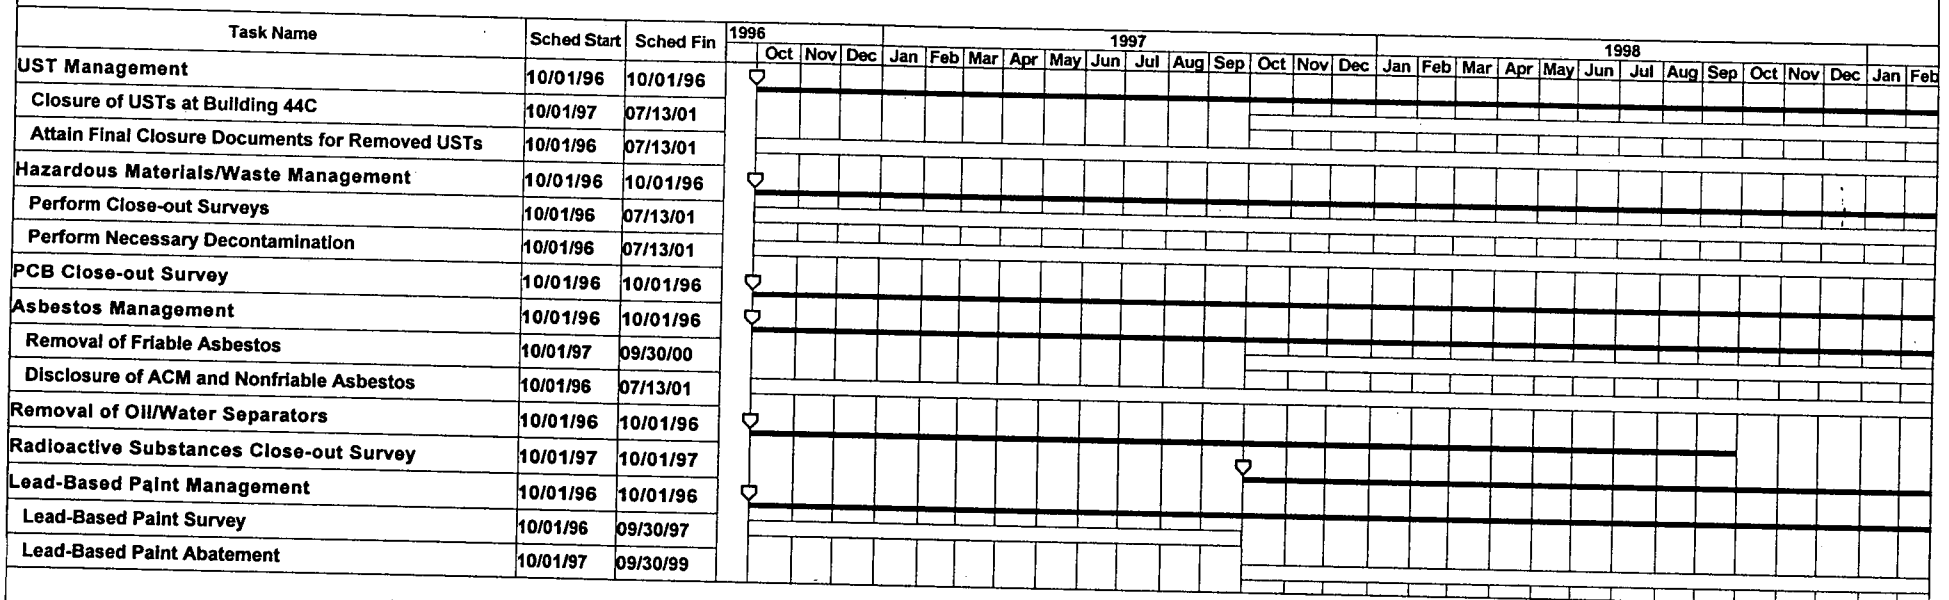 Task Name Sched Start Sched Fin 1996 1997 1998
Oct Nov Dec Jan Feb Mar Apr May Jun Jul Aug Sep Oct Nov Dec Jan Feb Mar Apr May Jun Jul Aug Sep Oct Nov Dec Jan Feb
UST Management 10/01/96 10/01/96
Closure of USTs at Building 44C 10/01/97 07/13/01
Attain Final Closure Documents for Removed USTs 10/01/96 07/13/01
Hazardous Materials/Waste Management 10/01/96 10/01/96
Perform Close-out Surveys 10/01/96 07/13/01
Perform Necessary Decontamination 10/01/96 07/13/01
PCB Close-out Survey 10/01/96 10/01/96
Asbestos Management 10/01/96 10/01/96
Removal of Friable Asbestos 10/01/97 09/30/00
Disclosure of ACM and Nonfriable Asbestos 10/01/96 07/13/01
Removal of Oil/Water Separators 10/01/96 10/01/96
Radioactive Substances Close-out Survey 10/01/97 10/01/97
Lead-Based Paint Management 10/01/96 10/01/96
Lead-Based Paint Survey 10/01/96 09/30/97
Lead-Based Paint Abatement 10/01/97 09/30/99